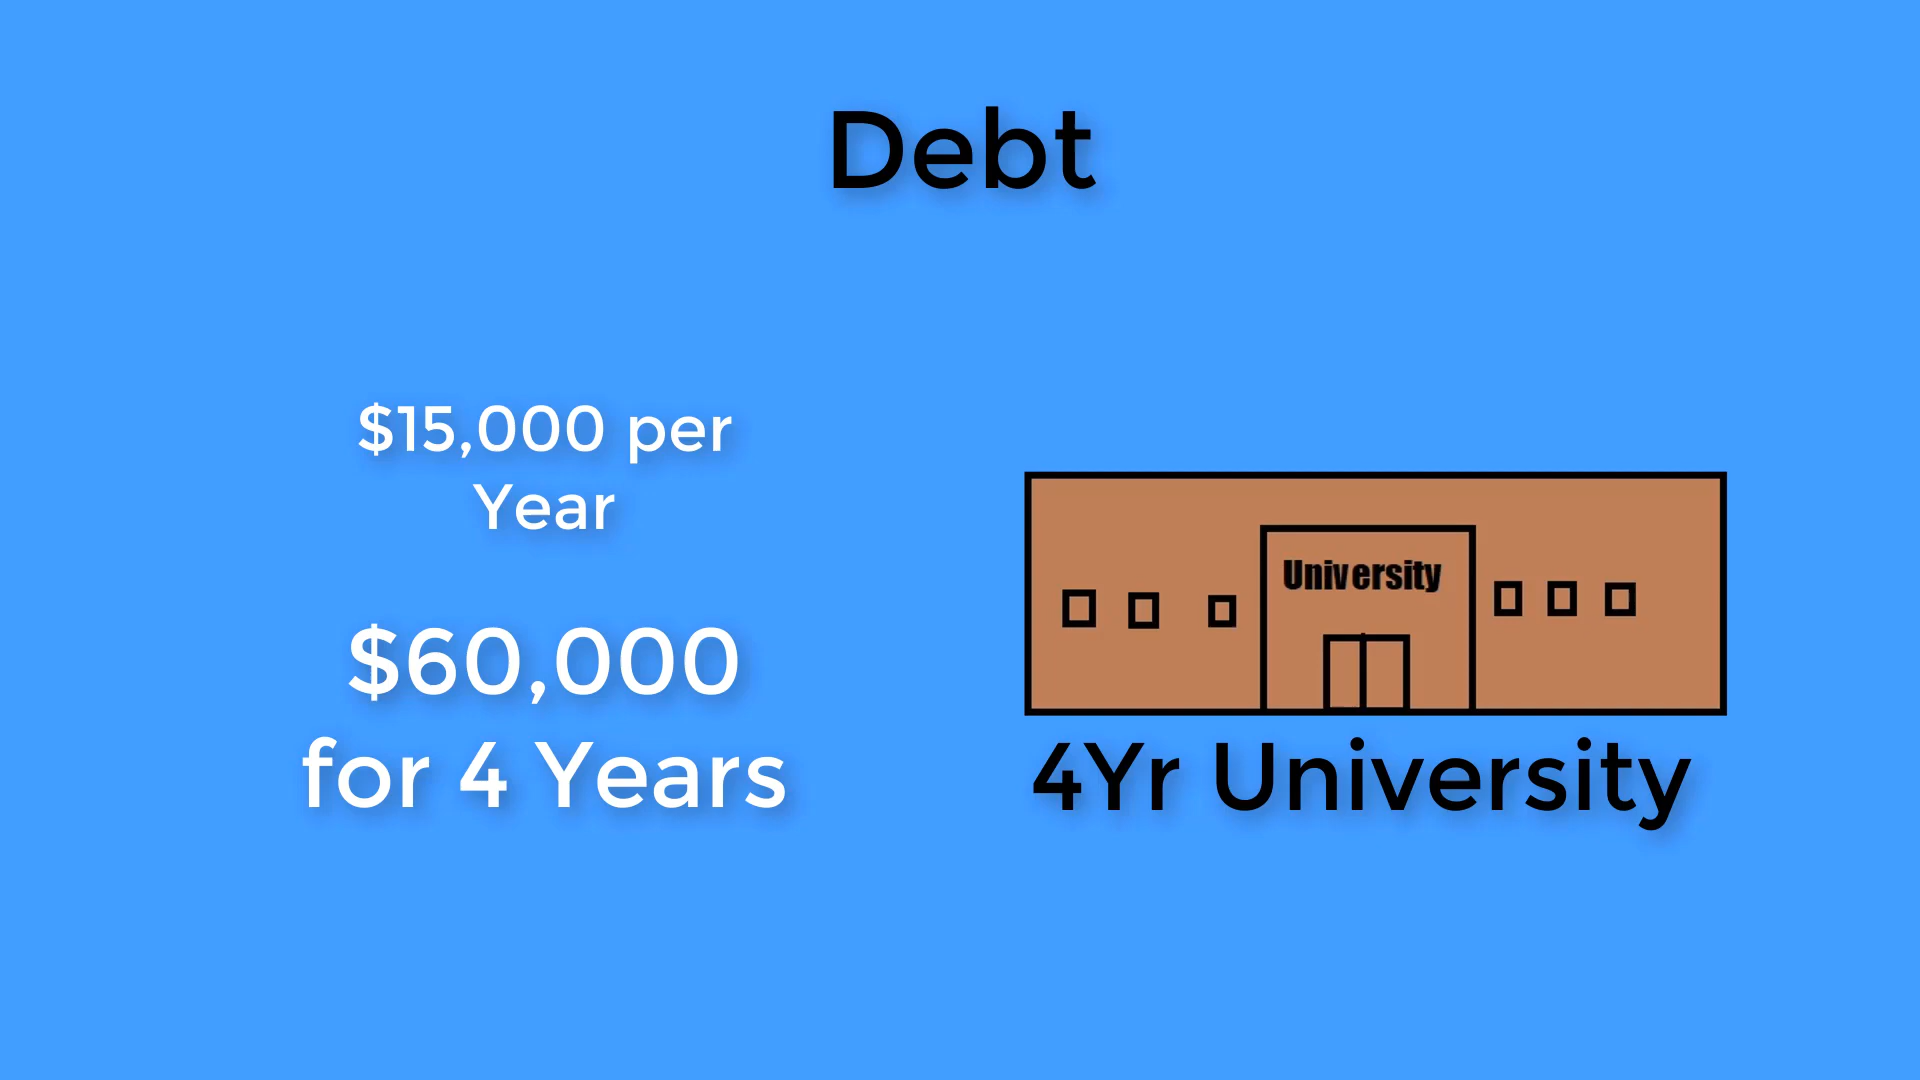 Debt
$15,000 per
Year
$60,000
for 4 Years
University
4Yr University